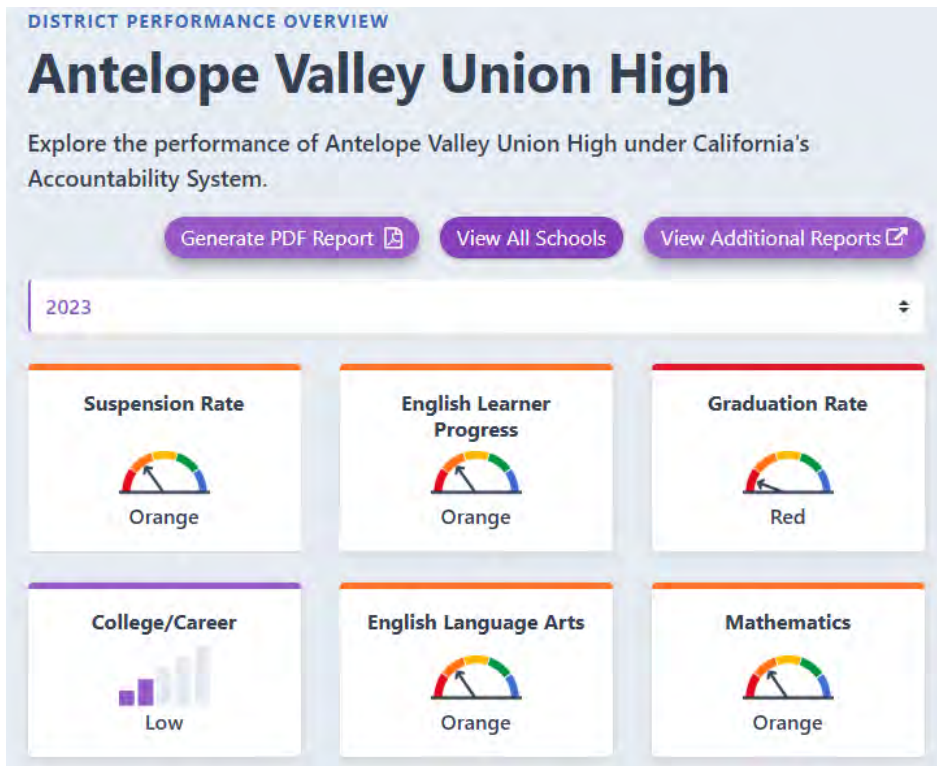 DISTRICT PERFORMANCE OVERVIEW
Antelope Valley Union High
Explore the performance of Antelope Valley Union High under California's
Accountability System.
Generate PDF Report
View All Schools
View Additional Reports
2023
Suspension Rate
Orange
English Learner
Progress
Orange
Graduation Rate
Red
College/Career
Low
English Language Arts
Orange
Mathematics
Orange